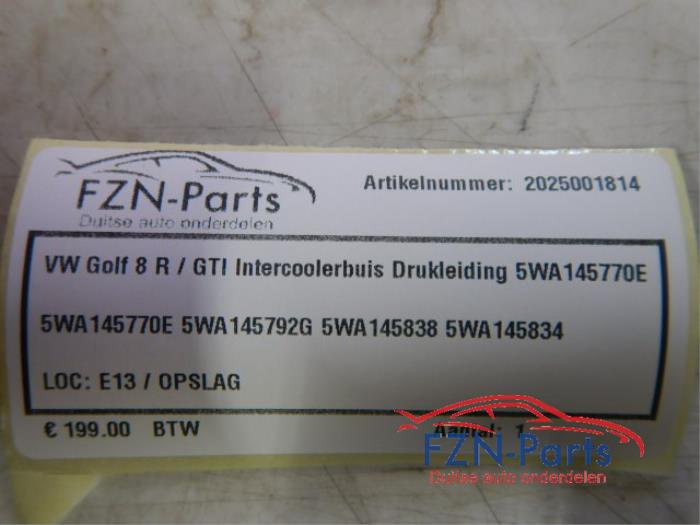 FZN-Parts
Duitse auto onderdelen
Artikelnummer: 2025001814
VW Golf 8 R / GTI Intercoolerbuis Drukleiding 5WA145770E
5WA145770E 5WA145792G 5WA145838 5WA145834
LOC: E13 / OPSLAG
€ 199.00 BTW
Aantal: 1
FZN-Parts
Duitse auto onderdelen